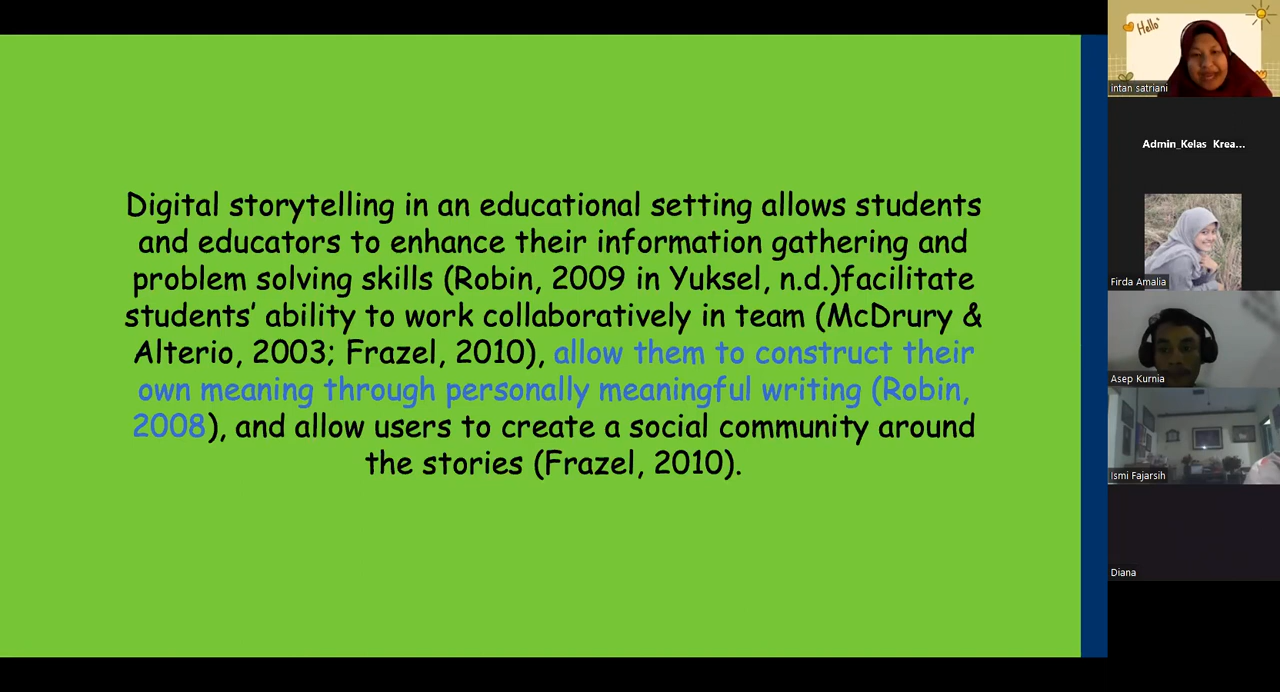 Digital storytelling in an educational setting allows students
and educators to enhance their information gathering and
problem solving skills (Robin, 2009 in Yuksel, n.d.)facilitate
students’ ability to work collaboratively in team (McDrury &
Alterio, 2003; Frazel, 2010), allow them to construct their
own meaning through personally meaningful writing (Robin,
2008), and allow users to create a social community around
the stories (Frazel, 2010).
Hello
intan satriani
Admin_Kelas Krea...
Firda Amalia
Asep Kurnia
Ismi Fajarsih
Diana